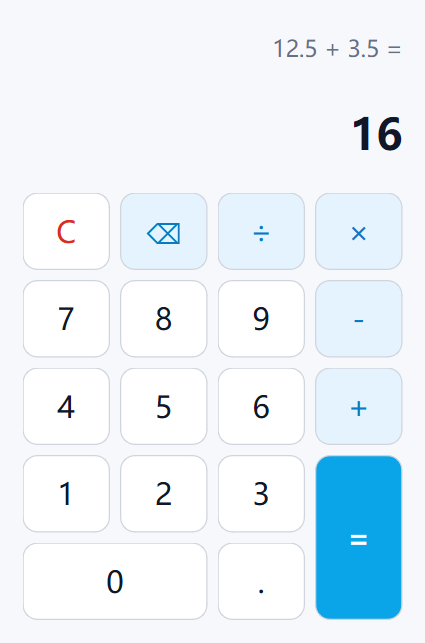 12.5 + 3.5 =
16
C ⌫ ÷ ×
7 8 9 -
4 5 6 +
1 2 3 =
0 .